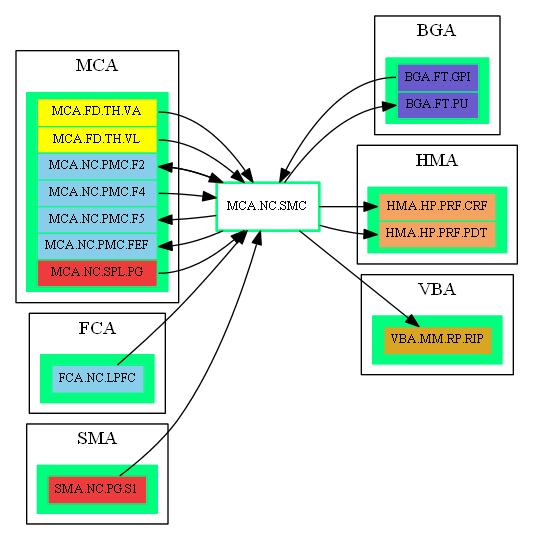 MCA
MCA.FD.TH.VA
MCA.FD.TH.VL
MCA.NC.PMC.F2
MCA.NC.PMC.F4
MCA.NC.PMC.F5
MCA.NC.PMC.FEF
MCA.NC.SPL.PG
FCA
FCA.NC.LPFC
SMA
SMA.NC.PG.S1
MCA.NC.SMC
BGA
BGA.FT.GPI
BGA.FT.PU
HMA
HMA.HP.PRF.CRF
HMA.HP.PRF.PDT
VBA
VBA.MM.RP.RIP